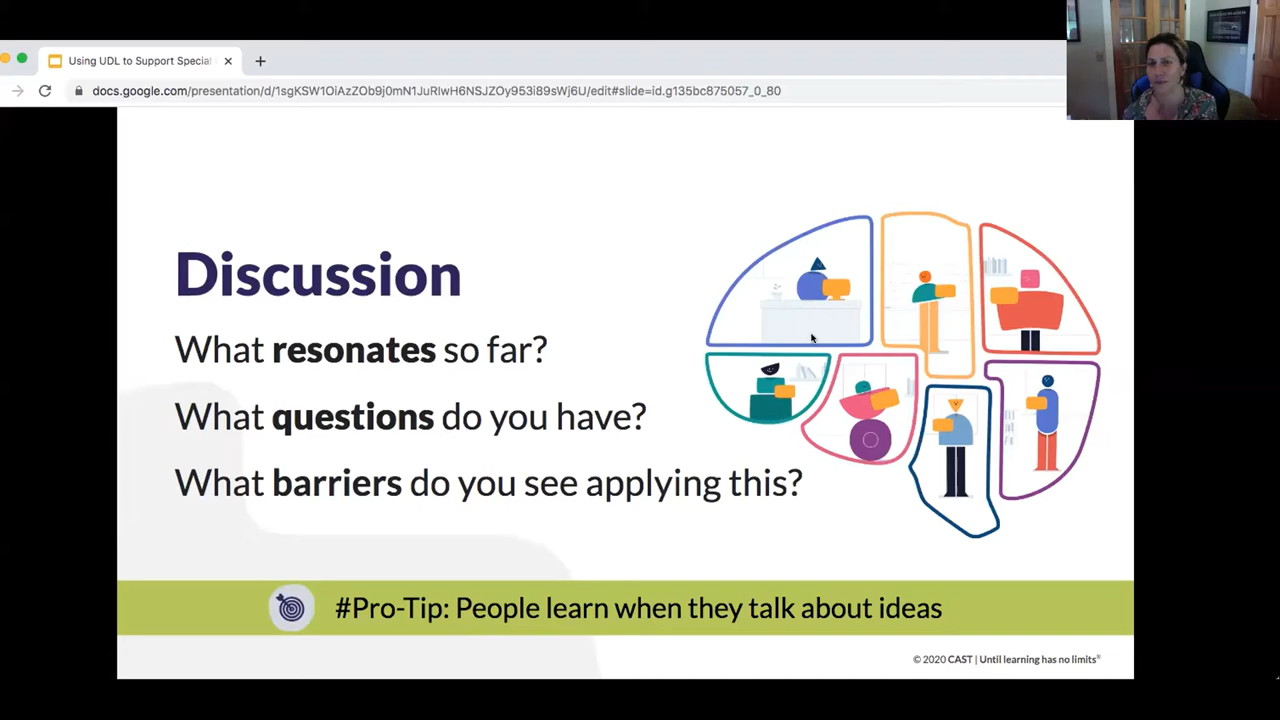 Using UDL to Support Special
docs.google.com/presentation/d/1sgKSW1OiAzZOb9j0mN1JuRIwH6NSJZOy953i89sWj6U/edit#slide=id.g135bc875057_0_80
Discussion
What resonates so far?
What questions do you have?
What barriers do you see applying this?
#Pro-Tip: People learn when they talk about ideas
© 2020 CAST | Until learning has no limits®